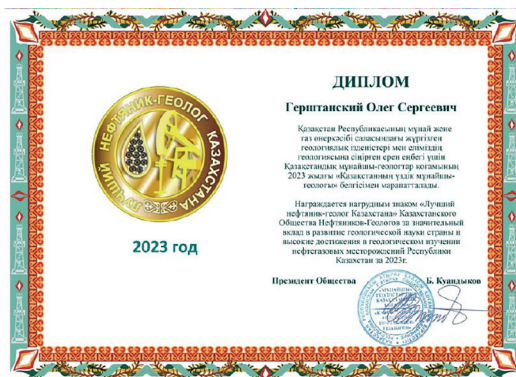 ЛУЧШИЙ НЕФТЯНИК-ГЕОЛОГ КАЗАХСТАНА
2023 год
ДИПЛОМ
Герштанский Олег Сергеевич
Қазақстан Республикасының мұнай және
газ өнеркәсібі саласындағы жүргізген
геологиялық ізденістері мен еліміздің
геологиясына сіңірген ерен еңбегі үшін
Қазақстандық мұнайшы-геологтар қоғамының
2023 жылғы «Қазақстанның үздік мұнайшы-
геологы» белгісімен марапатталады.
Награждается нагрудным знаком «Лучший
нефтяник-геолог Казахстана» Казахстанского
Общества Нефтяников-Геологов за значительный
вклад в развитие геологической науки страны и
высокие достижения в геологическом изучении
нефтегазовых месторождений Республики
Казахстан за 2023г.
Президент Общества Б. Куандыков